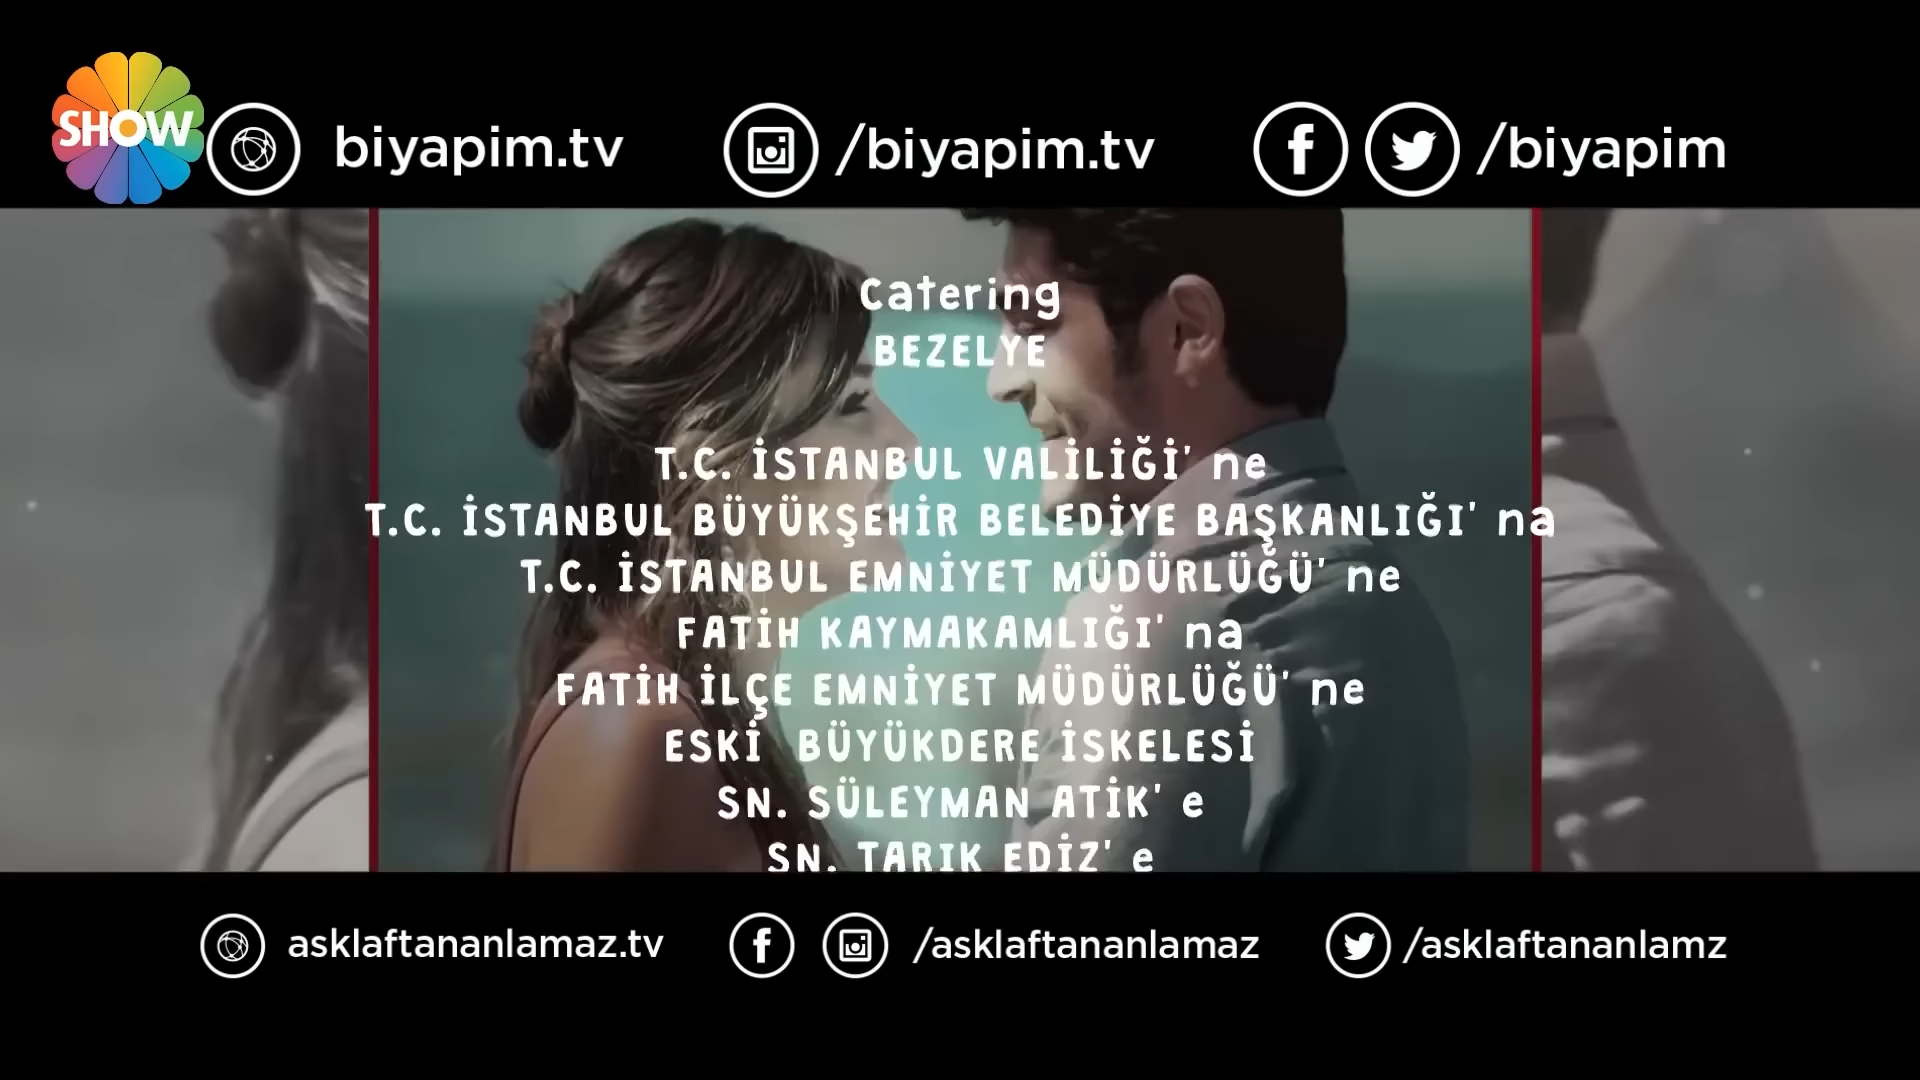 SHOW
biyapim.tv
/biyapim.tv
/biyapim
Catering
BEZELYE
T.C. İSTANBUL VALİLİĞİ' ne
T.C. İSTANBUL BÜYÜKŞEHİR BELEDİYE BAŞKANLIĞI' na
T.C. İSTANBUL EMNİYET MÜDÜRLÜĞÜ' ne
FATİH KAYMAKAMLIĞI' na
FATİH İLÇE EMNİYET MÜDÜRLÜĞÜ' ne
ESKİ BÜYÜKDERE İSKELESİ
SN. SÜLEYMAN ATİK' e
SN. TARIK EDİZ' e
asklaftananlamaz.tv
/asklaftananlamaz
/asklaftananlamz